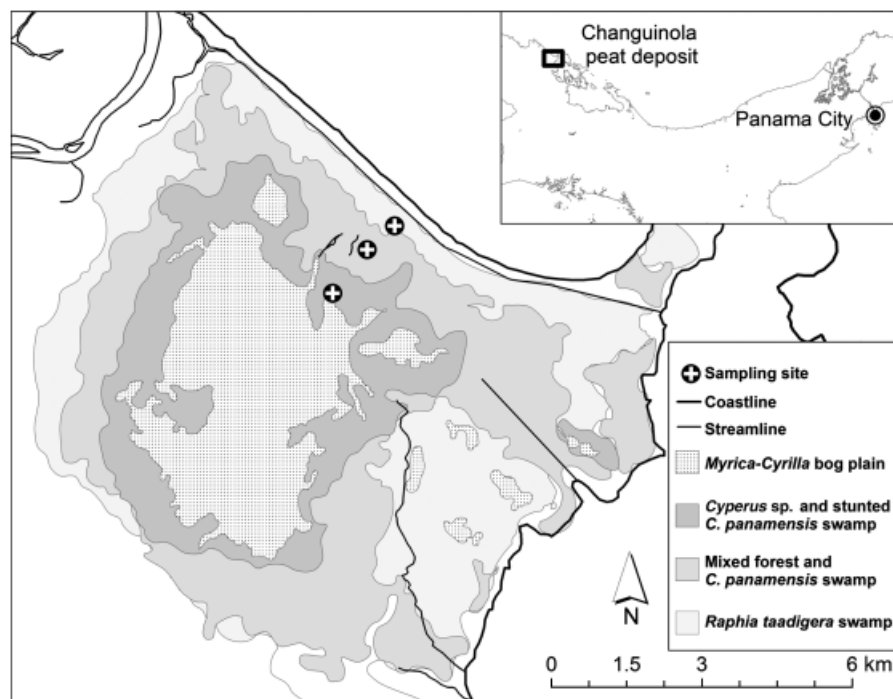 Changuinola
peat deposit
Panama City
Sampling site
Coastline
Streamline
Myrica-Cyrilla bog plain
Cyperus sp. and stunted
C. panamensis swamp
Mixed forest and
C. panamensis swamp
Raphia taadigera swamp
N
0 1.5 3 6 km